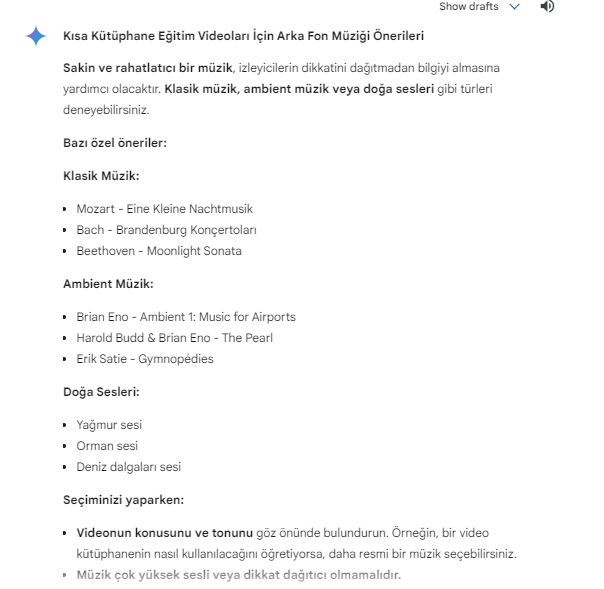 Show drafts
Kısa Kütüphane Eğitim Videoları İçin Arka Fon Müziği Önerileri
Sakin ve rahatlatıcı bir müzik, izleyicilerin dikkatini dağıtmadan bilgiyi almasına
yardımcı olacaktır. Klasik müzik, ambient müzik veya doğa sesleri gibi türleri
deneyebilirsiniz.
Bazı özel öneriler:
Klasik Müzik:
• Mozart - Eine Kleine Nachtmusik
• Bach - Brandenburg Konçertoları
• Beethoven - Moonlight Sonata
Ambient Müzik:
• Brian Eno - Ambient 1: Music for Airports
• Harold Budd & Brian Eno - The Pearl
• Erik Satie - Gymnopédies
Doğa Sesleri:
• Yağmur sesi
• Orman sesi
• Deniz dalgaları sesi
Seçiminizi yaparken:
• Videonun konusunu ve tonunu göz önünde bulundurun. Örneğin, bir video
kütüphanenin nasıl kullanılacağını öğretiyorsa, daha resmi bir müzik seçebilirsiniz.
• Müzik çok yüksek sesli veya dikkat dağıtıcı olmamalıdır.